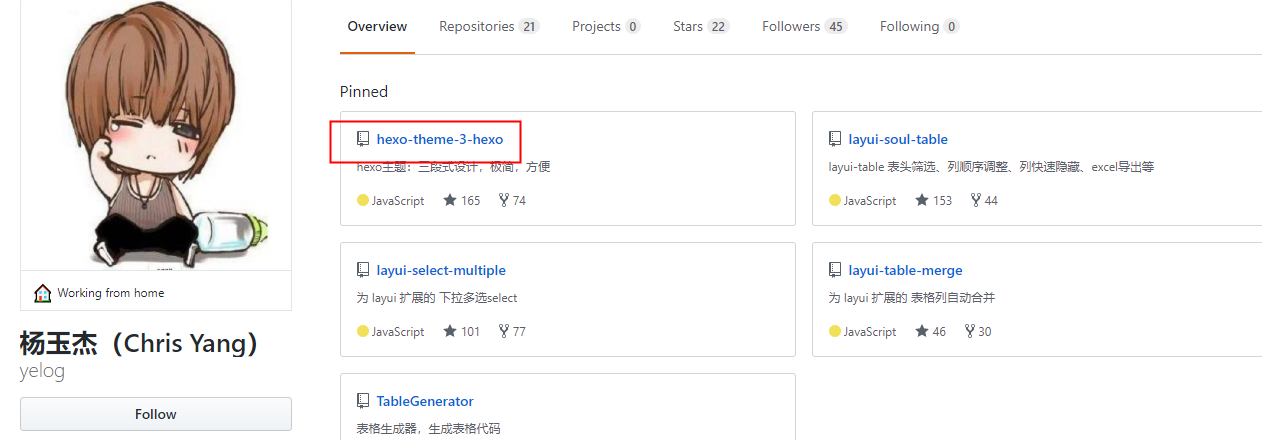 Overview Repositories 21 Projects 0 Stars 22 Followers 45 Following 0
Pinned
hexo-theme-3-hexo
hexo主题：三段式设计，极简，方便
JavaScript 165 74
layui-soul-table
layui-table 表头筛选、列顺序调整、列快速隐藏、excel导出等
JavaScript 153 44
layui-select-multiple
为 layui 扩展的 下拉多选select
JavaScript 101 77
layui-table-merge
为 layui 扩展的 表格列自动合并
JavaScript 46 30
TableGenerator
表格生成器，生成表格代码
Working from home
杨玉杰（Chris Yang）
yelog
Follow